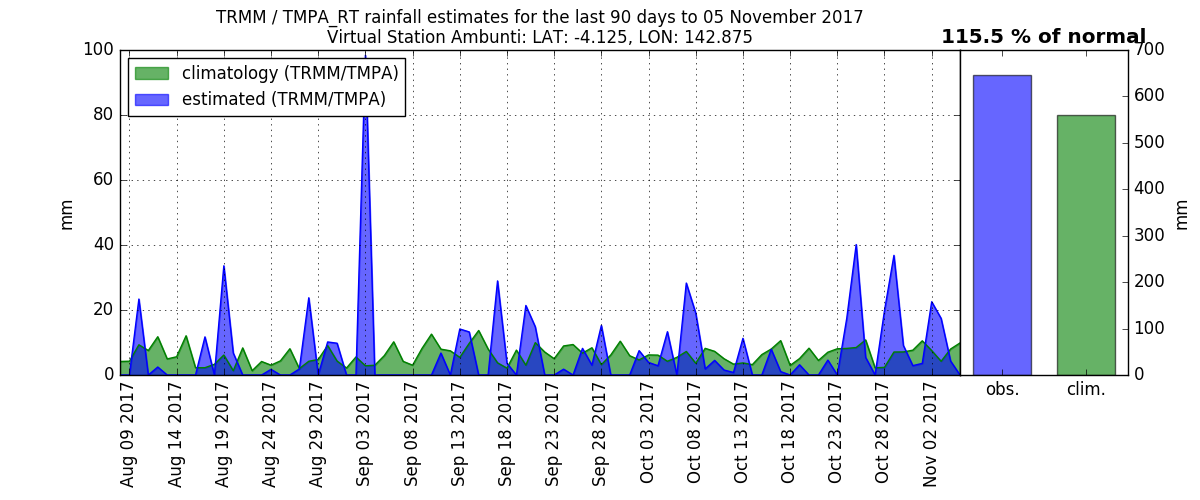 TRMM / TMPA_RT rainfall estimates for the last 90 days to 05 November 2017
Virtual Station Ambunti: LAT: -4.125, LON: 142.875
115.5 % of normal
climatology (TRMM/TMPA)
estimated (TRMM/TMPA)
100
80
60
40
20
0
mm
700
600
500
400
300
200
100
0
mm
obs.
clim.
Aug 09 2017
Aug 14 2017
Aug 19 2017
Aug 24 2017
Aug 29 2017
Sep 03 2017
Sep 08 2017
Sep 13 2017
Sep 18 2017
Sep 23 2017
Sep 28 2017
Oct 03 2017
Oct 08 2017
Oct 13 2017
Oct 18 2017
Oct 23 2017
Oct 28 2017
Nov 02 2017